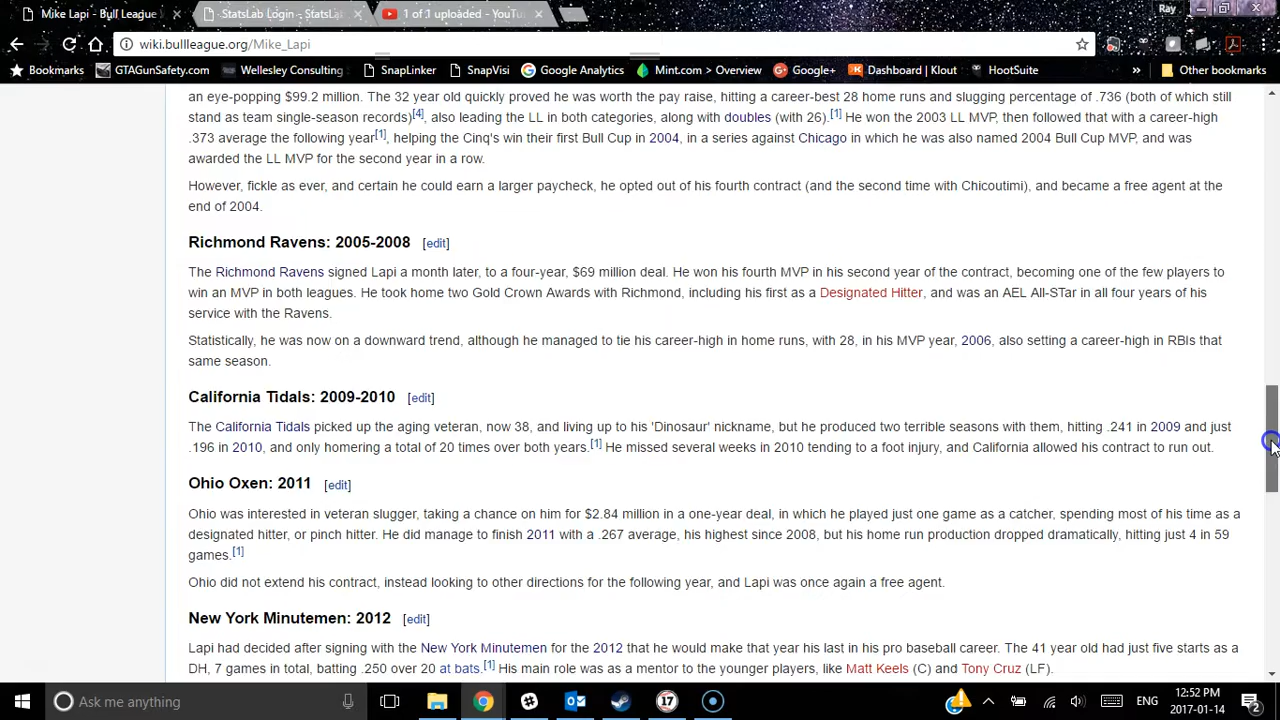 Mike Lapi - Bull League
StatsLab Login - StatsL
1 of 1 uploaded - YouTu
Ray
wiki.bullleague.org/Mike_Lapi
Bookmarks
GTAGunSafety.com
Wellesley Consulting
SnapLinker
SnapVisi
Google Analytics
Mint.com > Overview
Google+
Dashboard | Klout
HootSuite
»
Other bookmarks
an eye-popping $99.2 million. The 32 year old quickly proved he was worth the pay raise, hitting a career-best 28 home runs and slugging percentage of .736 (both of which still
stand as team single-season records)[4], also leading the LL in both categories, along with doubles (with 26).[1] He won the 2003 LL MVP, then followed that with a career-high
.373 average the following year[1], helping the Cinq's win their first Bull Cup in 2004, in a series against Chicago in which he was also named 2004 Bull Cup MVP, and was
awarded the LL MVP for the second year in a row.
However, fickle as ever, and certain he could earn a larger paycheck, he opted out of his fourth contract (and the second time with Chicoutimi), and became a free agent at the
end of 2004.
Richmond Ravens: 2005-2008 [edit]
The Richmond Ravens signed Lapi a month later, to a four-year, $69 million deal. He won his fourth MVP in his second year of the contract, becoming one of the few players to
win an MVP in both leagues. He took home two Gold Crown Awards with Richmond, including his first as a Designated Hitter, and was an AEL All-STar in all four years of his
service with the Ravens.
Statistically, he was now on a downward trend, although he managed to tie his career-high in home runs, with 28, in his MVP year, 2006, also setting a career-high in RBIs that
same season.
California Tidals: 2009-2010 [edit]
The California Tidals picked up the aging veteran, now 38, and living up to his 'Dinosaur' nickname, but he produced two terrible seasons with them, hitting .241 in 2009 and just
.196 in 2010, and only homering a total of 20 times over both years.[1] He missed several weeks in 2010 tending to a foot injury, and California allowed his contract to run out.
Ohio Oxen: 2011 [edit]
Ohio was interested in veteran slugger, taking a chance on him for $2.84 million in a one-year deal, in which he played just one game as a catcher, spending most of his time as a
designated hitter, or pinch hitter. He did manage to finish 2011 with a .267 average, his highest since 2008, but his home run production dropped dramatically, hitting just 4 in 59
games.[1]
Ohio did not extend his contract, instead looking to other directions for the following year, and Lapi was once again a free agent.
New York Minutemen: 2012 [edit]
Lapi had decided after signing with the New York Minutemen for the 2012 that he would make that year his last in his pro baseball career. The 41 year old had just five starts as a
DH, 7 games in total, batting .250 over 20 at bats.[1] His main role was as a mentor to the younger players, like Matt Keels (C) and Tony Cruz (LF).
Ask me anything
17
ENG
12:52 PM
2017-01-14
2